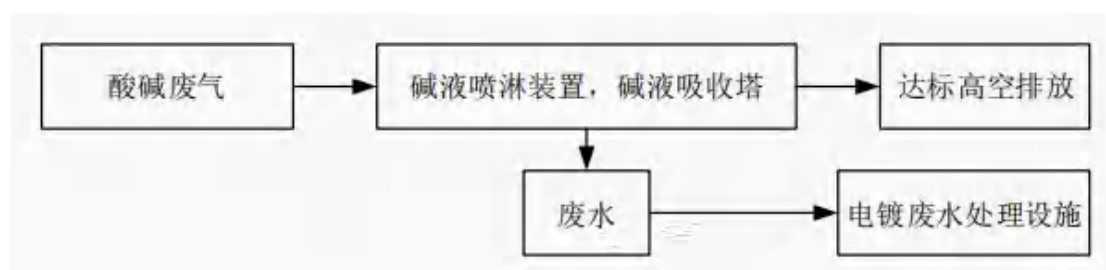 酸碱废气
碱液喷淋装置，碱液吸收塔
达标高空排放
废水
电镀废水处理设施